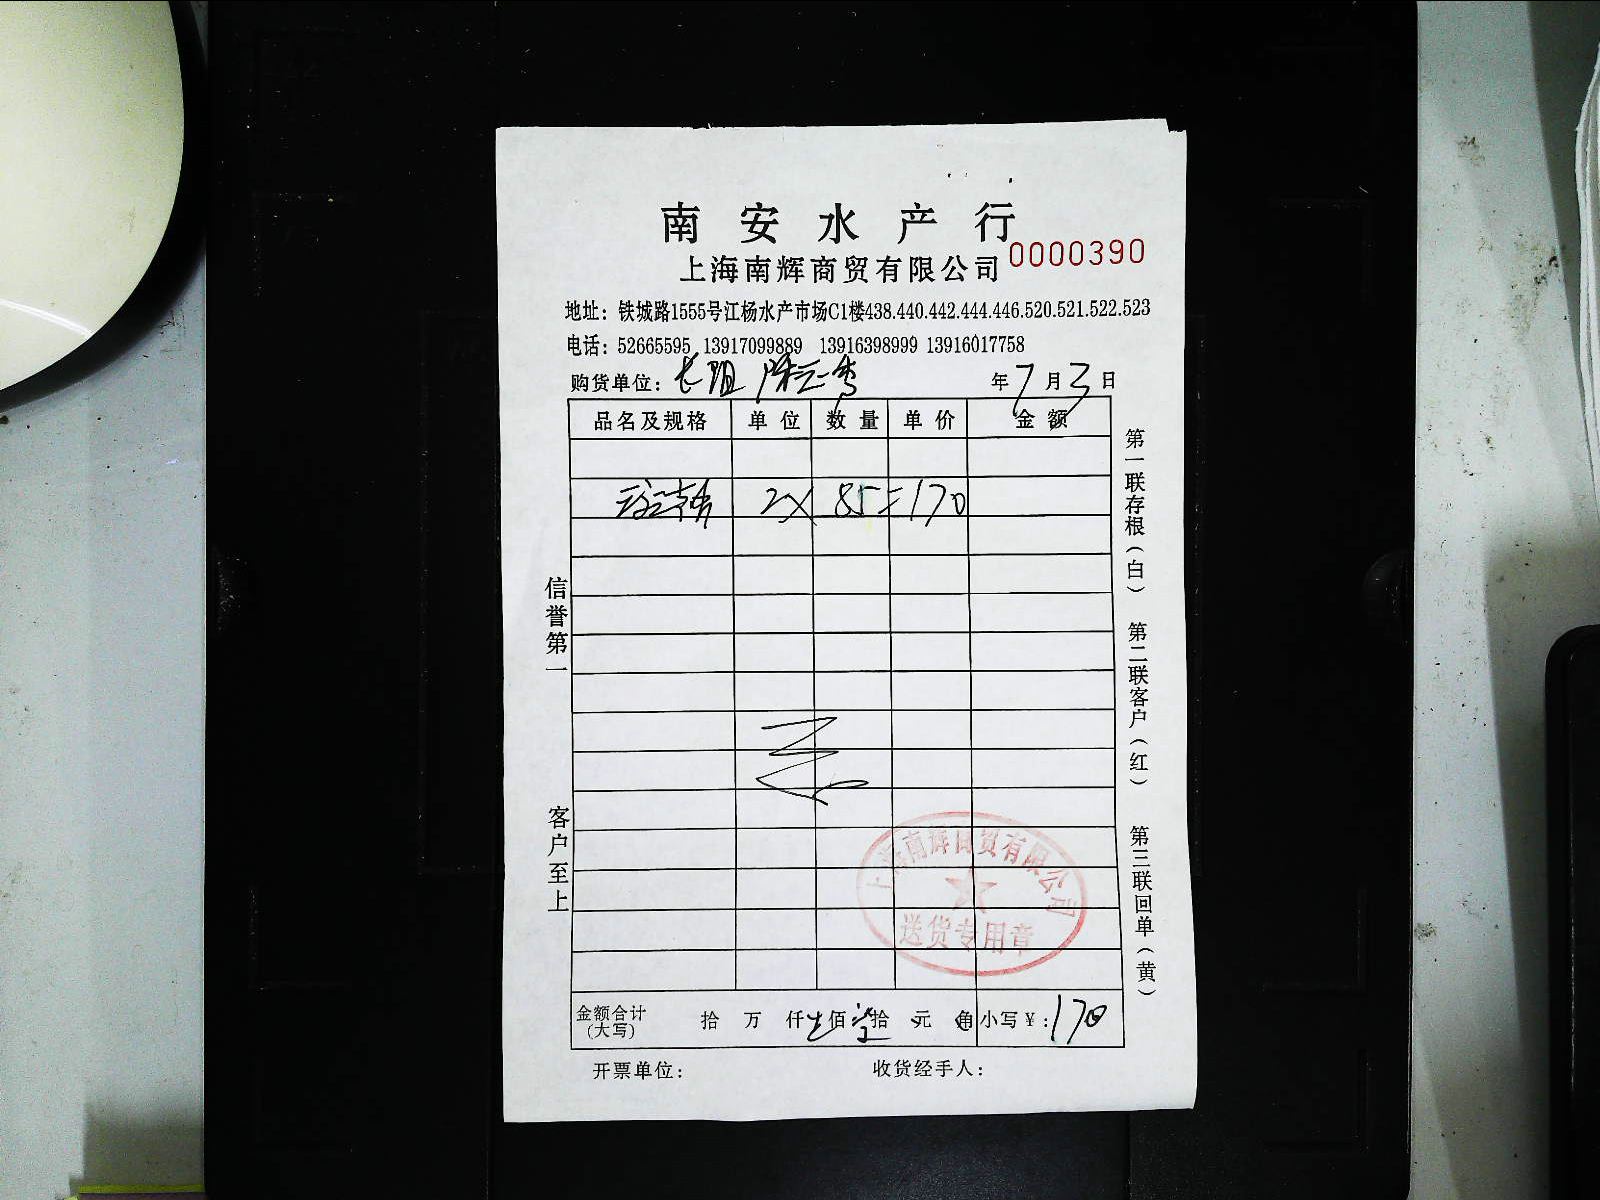 南安水产行
上海南辉商贸有限公司 0000390
地址：铁城路1555号江杨水产市场C1楼438.440.442.444.446.520.521.522.523
电话：52665595 13917099889 13916398999 13916017758
购货单位： 年7月3日
品名及规格 单位 数量 单价 金额
2X 85=170
信誉第一
客户至上
第一联存根（白）
第二联客户（红）
第三联回单（黄）
上海南辉商贸有限公司
送货专用章
金额合计（大写） 拾 万 仟 佰 拾 元 角 小写￥：170
开票单位： 收货经手人：